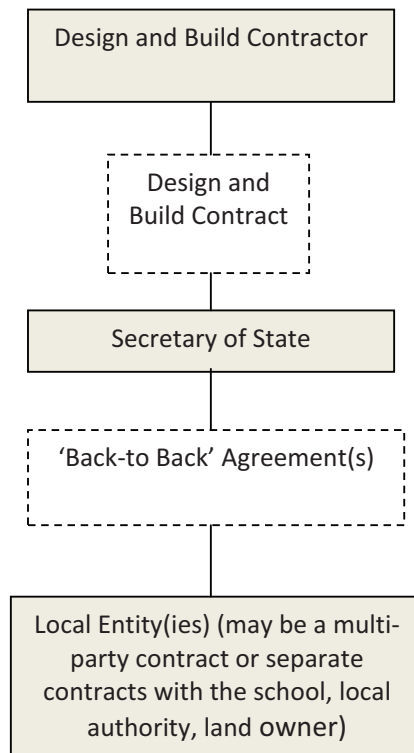 Design and Build Contractor
Design and
Build Contract
Secretary of State
‘Back-to Back’ Agreement(s)
Local Entity(ies) (may be a multi-
party contract or separate
contracts with the school, local
authority, land owner)